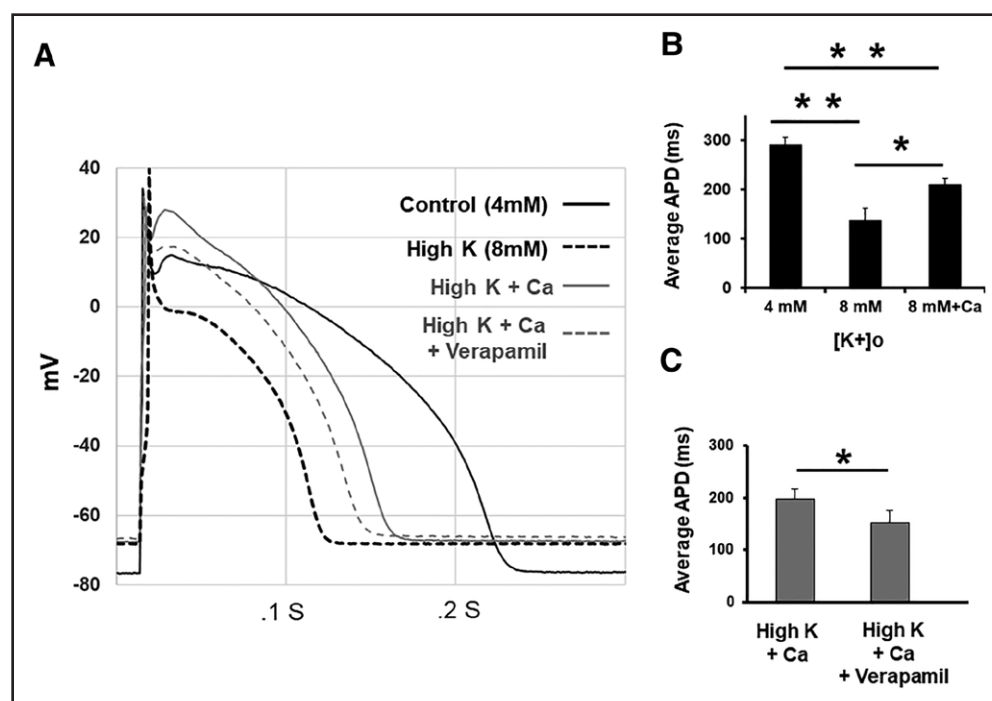 A
40
20
0
-20
-40
-60
-80
mV
.1 S
.2 S
Control (4mM)
High K (8mM)
High K + Ca
High K + Ca
+ Verapamil
B
* *
* *
*
300
200
100
0
Average APD (ms)
4 mM
8 mM
8 mM+Ca
[K+]o
C
*
300
200
100
0
Average APD (ms)
High K
+ Ca
High K
+ Ca
+ Verapamil